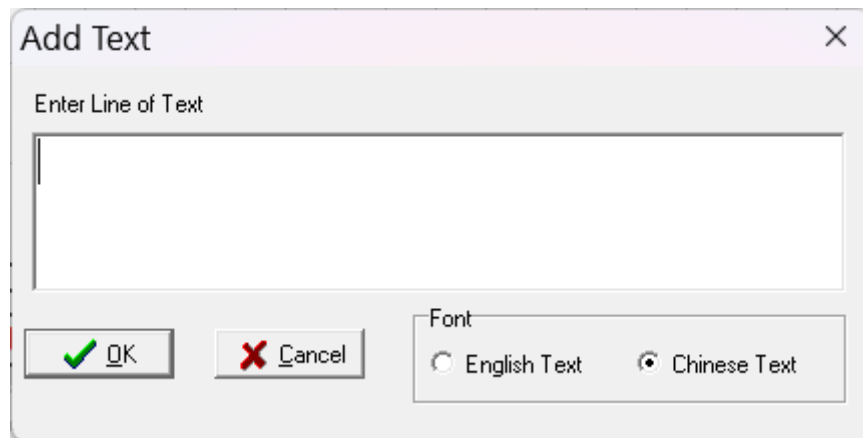 Add Text
Enter Line of Text
OK
Cancel
Font
English Text
Chinese Text